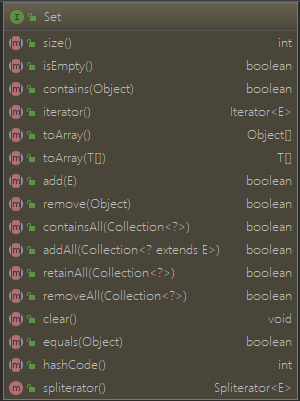 I Set
m size() int
m isEmpty() boolean
m contains(Object) boolean
m iterator() Iterator<E>
m toArray() Object[]
m toArray(T[]) T[]
m add(E) boolean
m remove(Object) boolean
m containsAll(Collection<?>) boolean
m addAll(Collection<? extends E>) boolean
m retainAll(Collection<?>) boolean
m removeAll(Collection<?>) boolean
m clear() void
m equals(Object) boolean
m hashCode() int
m spliterator() Spliterator<E>